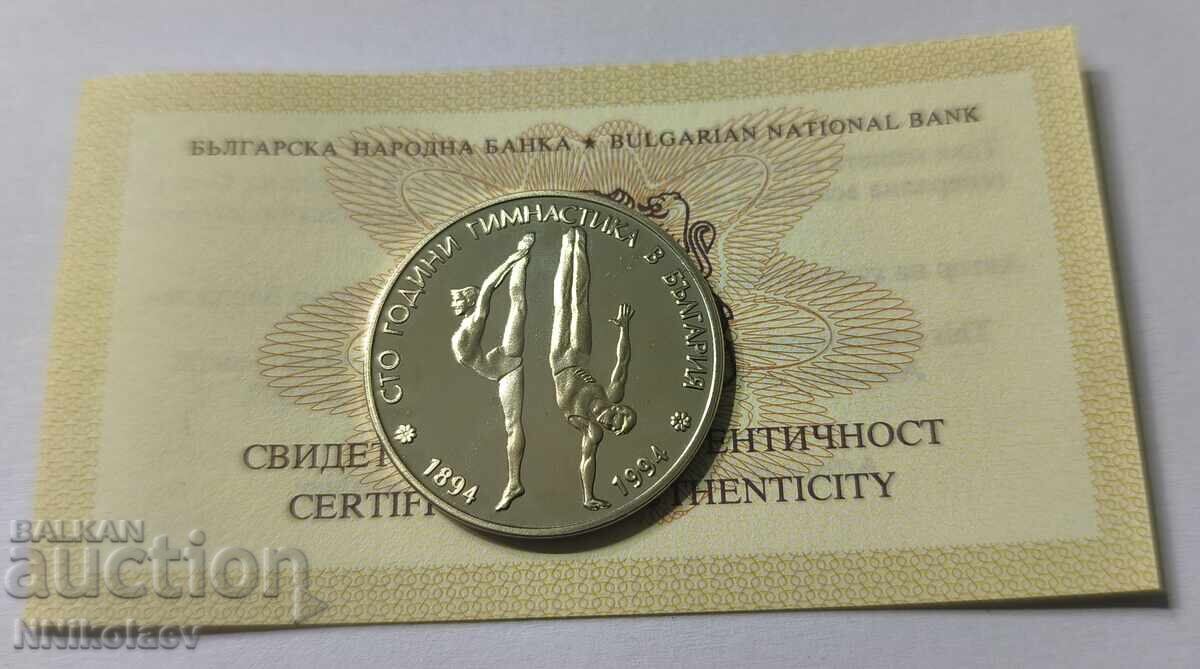 БЪЛГАРСКА НАРОДНА БАНКА ★ BULGARIAN NATIONAL BANK
СТО ГОДИНИ ГИМНАСТИКА В БЪЛГАРИЯ
1894 1994
СВИДЕТ ЕНТИЧНОСТ
CERTIF THENTICITY
BALKAN
auction
NNikolaev